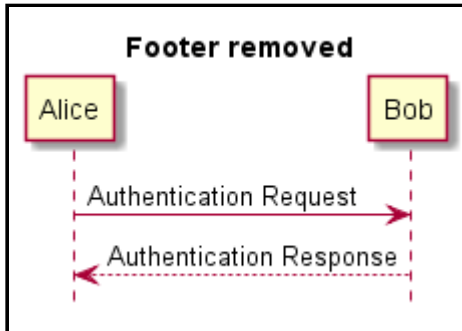 Footer removed
Alice
Bob
Authentication Request
Authentication Response